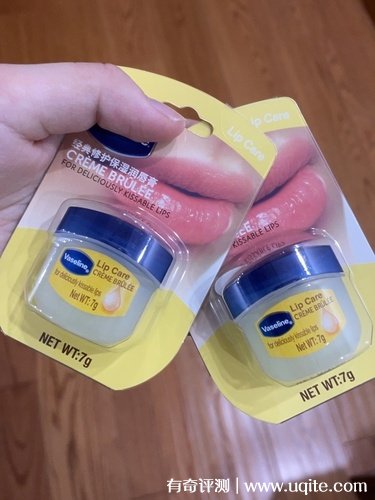 Lip Care
经典修护保湿润唇膏
CRÈME BRÛLÉE
FOR DELICIOUSLY KISSABLE LIPS
Vaseline
Lip Care
CRÈME BRÛLÉE
for deliciously kissable lips
Net WT.:7g
NET WT:7g
Lip Care
KISSABLE LIPS
Vaseline
Lip Care
CRÈME BRÛLÉE
for deliciously kissable lips
Net WT.:7g
NET WT:7g
有奇评测 | www.uqite.com